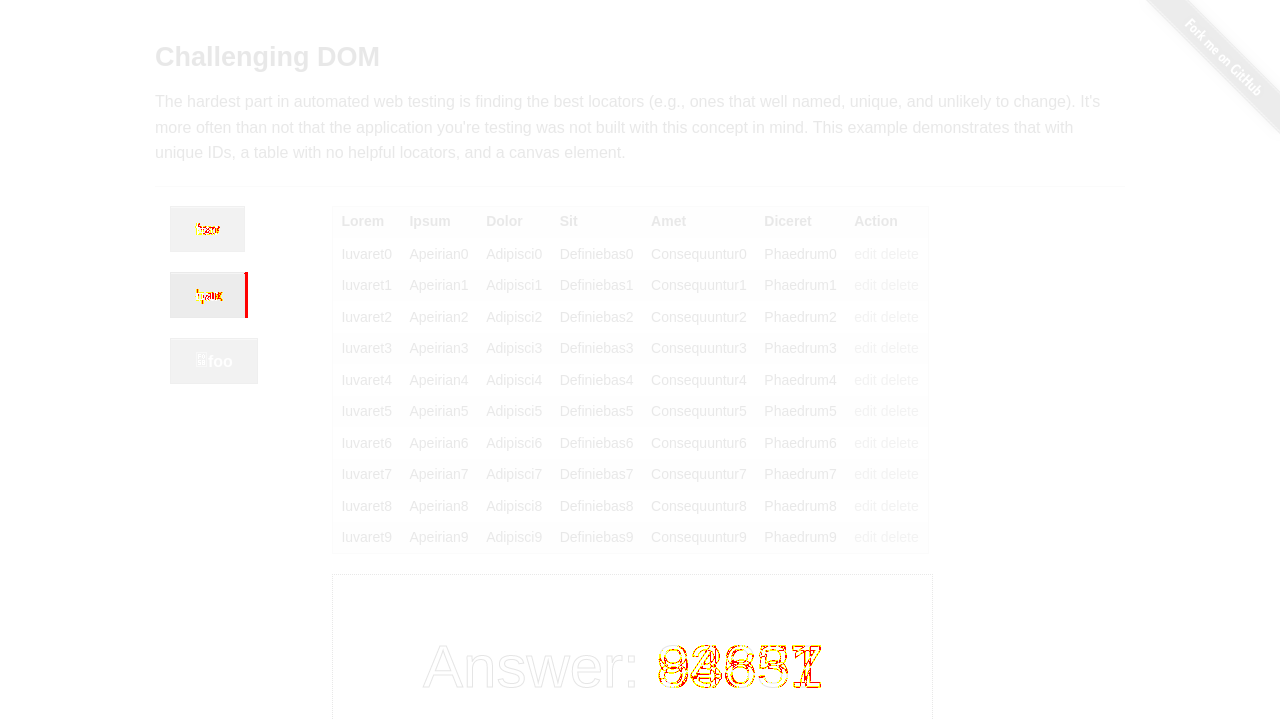 Fork me on GitHub
Challenging DOM
The hardest part in automated web testing is finding the best locators (e.g., ones that well named, unique, and unlikely to change). It's
more often than not that the application you're testing was not built with this concept in mind. This example demonstrates that with
unique IDs, a table with no helpful locators, and a canvas element.
Lorem Ipsum Dolor Sit Amet Diceret Action
Iuvaret0 Apeirian0 Adipisci0 Definiebas0 Consequuntur0 Phaedrum0 edit delete
Iuvaret1 Apeirian1 Adipisci1 Definiebas1 Consequuntur1 Phaedrum1 edit delete
Iuvaret2 Apeirian2 Adipisci2 Definiebas2 Consequuntur2 Phaedrum2 edit delete
Iuvaret3 Apeirian3 Adipisci3 Definiebas3 Consequuntur3 Phaedrum3 edit delete
foo
Iuvaret4 Apeirian4 Adipisci4 Definiebas4 Consequuntur4 Phaedrum4 edit delete
Iuvaret5 Apeirian5 Adipisci5 Definiebas5 Consequuntur5 Phaedrum5 edit delete
Iuvaret6 Apeirian6 Adipisci6 Definiebas6 Consequuntur6 Phaedrum6 edit delete
Iuvaret7 Apeirian7 Adipisci7 Definiebas7 Consequuntur7 Phaedrum7 edit delete
Iuvaret8 Apeirian8 Adipisci8 Definiebas8 Consequuntur8 Phaedrum8 edit delete
Iuvaret9 Apeirian9 Adipisci9 Definiebas9 Consequuntur9 Phaedrum9 edit delete
Answer: